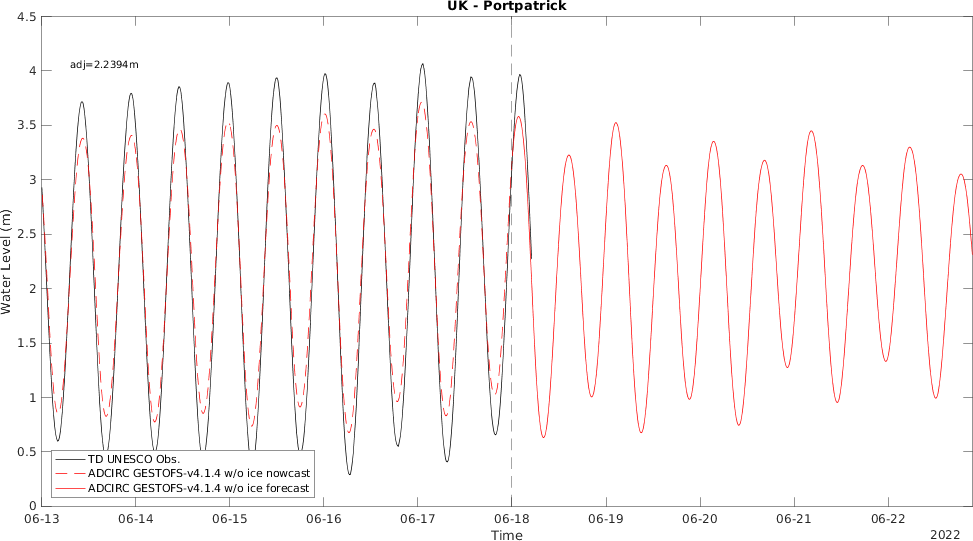 UK - Portpatrick
4.5
4
3.5
3
2.5
2
1.5
1
0.5
0
Water Level (m)
adj=2.2394m
TD UNESCO Obs.
ADCIRC GESTOFS-v4.1.4 w/o ice nowcast
ADCIRC GESTOFS-v4.1.4 w/o ice forecast
06-13 06-14 06-15 06-16 06-17 06-18 06-19 06-20 06-21 06-22
Time
2022